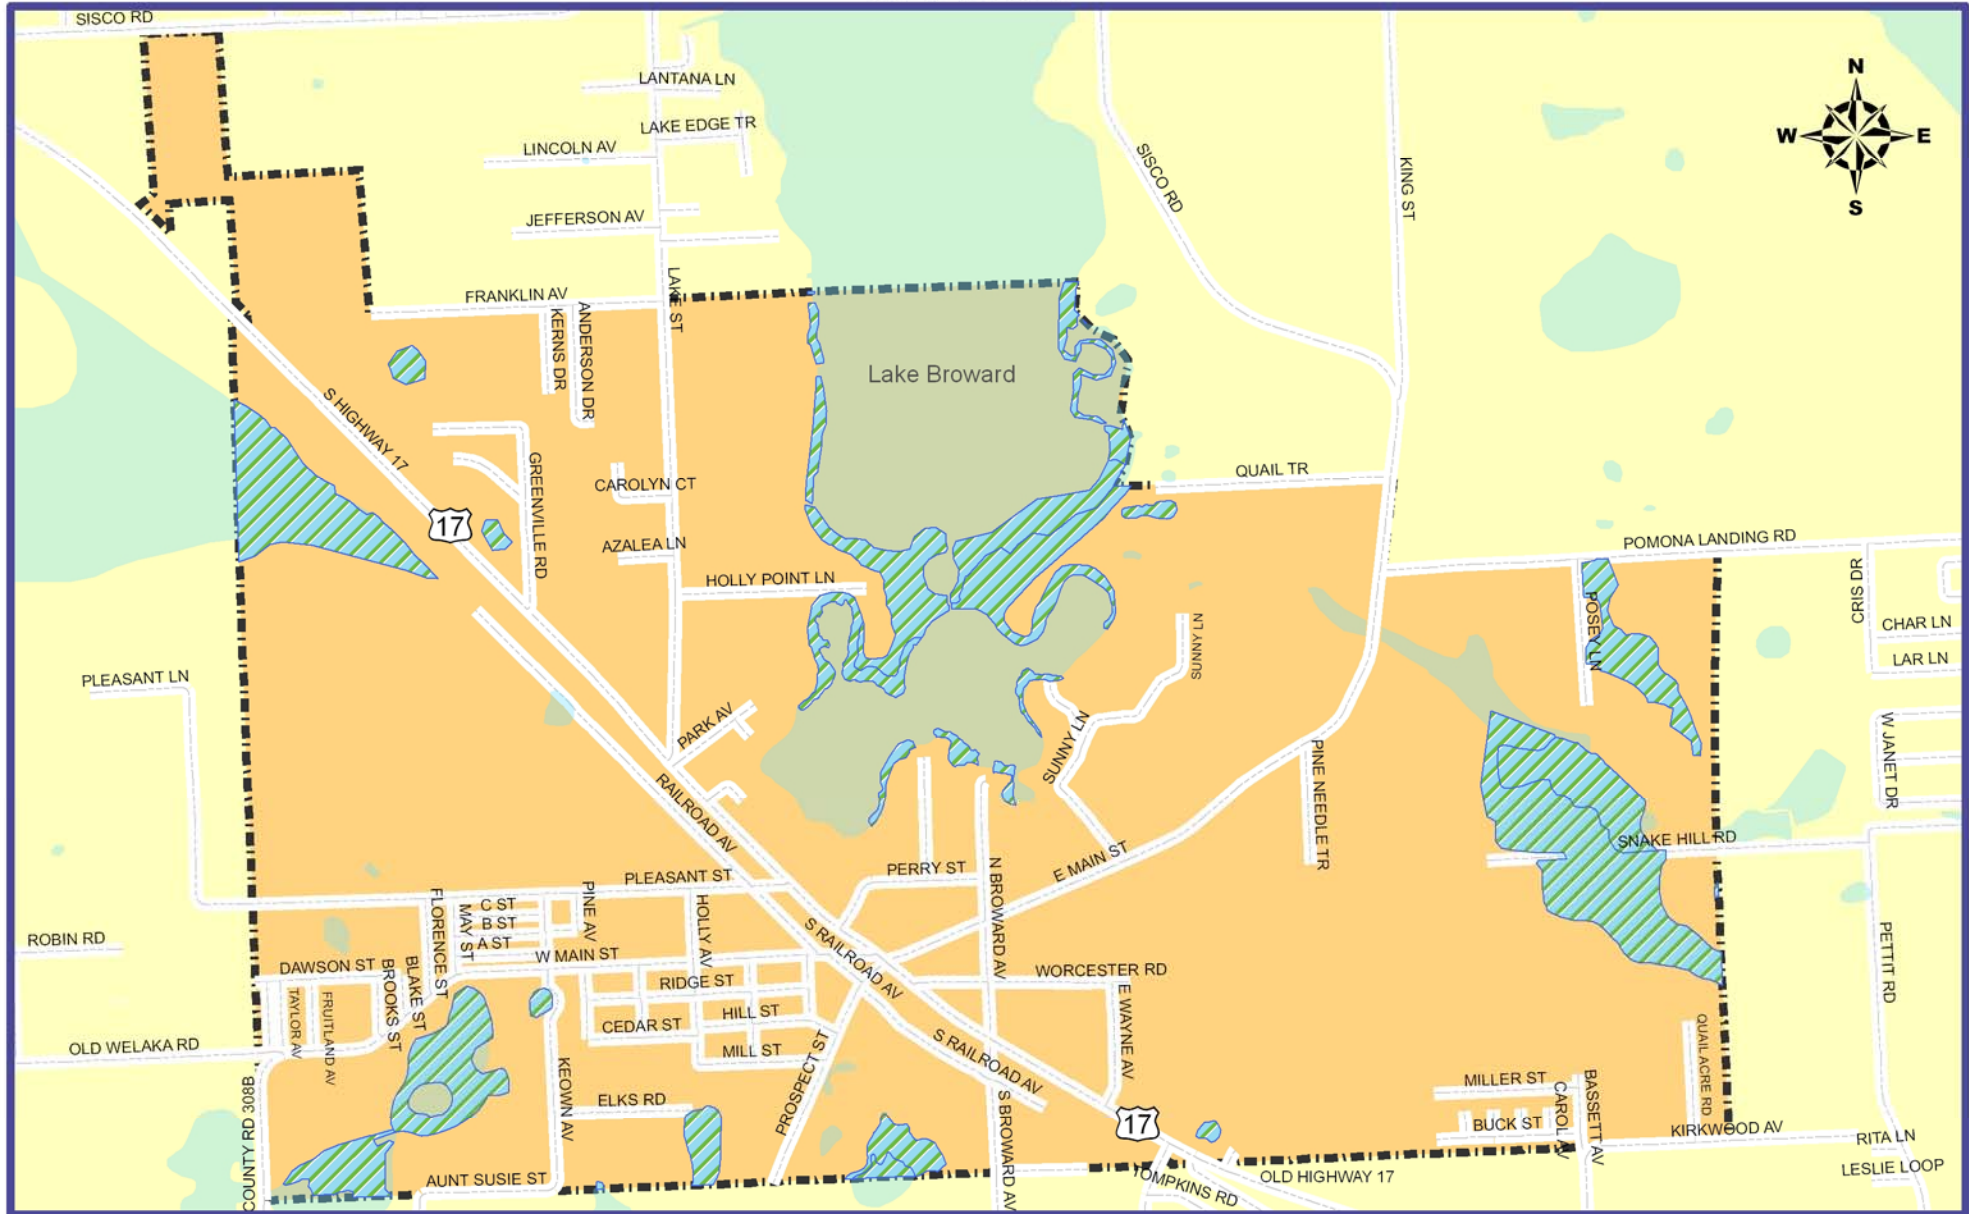 SISCO RD
LANTANA LN
LAKE EDGE TR
LINCOLN AV
JEFFERSON AV
SISCO RD
KING ST
N
W
E
S
FRANKLIN AV
LAKE ST
KERNS DR
ANDERSON DR
Lake Broward
S HIGHWAY 17
GREENVILLE RD
CAROLYN CT
QUAIL TR
17
AZALEA LN
HOLLY POINT LN
POMONA LANDING RD
CRIS DR
POSEY LN
CHAR LN
LAR LN
SUNNY LN
PLEASANT LN
PARK AV
SUNNY LN
W JANET DR
PINE NEEDLE TR
RAILROAD AV
SNAKE HILL RD
E MAIN ST
PERRY ST
PLEASANT ST
N BROWARD AV
FLORENCE ST
MAY ST
C ST
B ST
A ST
PINE AV
HOLLY AV
S RAILROAD AV
ROBIN RD
W MAIN ST
DAWSON ST
BROOKS ST
BLAKE ST
RIDGE ST
WORCESTER RD
PETTIT RD
TAYLOR AV
FRUITLAND AV
HILL ST
CEDAR ST
E WAYNE AV
OLD WELAKA RD
MILL ST
PROSPECT ST
S RAILROAD AV
QUAIL ACRE RD
COUNTY RD 308B
KEOWN AV
ELKS RD
S BROWARD AV
17
MILLER ST
CAROL AV
BASSETT AV
BUCK ST
KIRKWOOD AV
RITA LN
LESLIE LOOP
AUNT SUSIE ST
TOMPKINS RD
OLD HIGHWAY 17